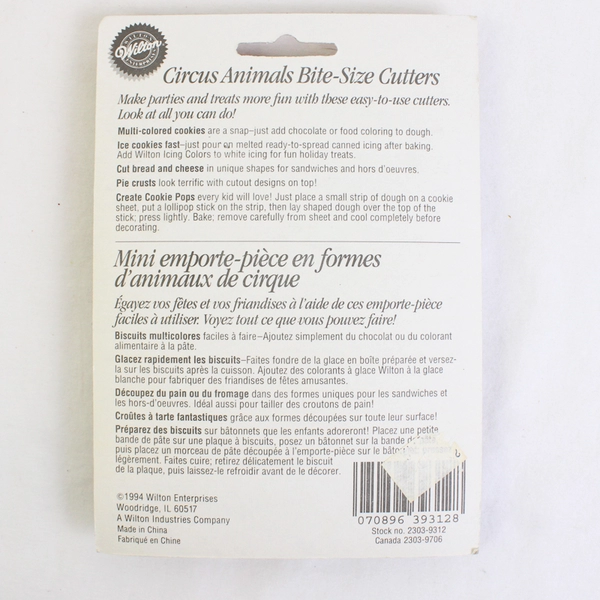 WILTON
Wilton
ENTERPRISES
Circus Animals Bite-Size Cutters
Make parties and treats more fun with these easy-to-use cutters.
Look at all you can do!
Multi-colored cookies are a snap–just add chocolate or food coloring to dough.
Ice cookies fast–just pour on melted ready-to-spread canned icing after baking.
Add Wilton Icing Colors to white icing for fun holiday treats.
Cut bread and cheese in unique shapes for sandwiches and hors d'oeuvres.
Pie crusts look terrific with cutout designs on top!
Create Cookie Pops every kid will love! Just place a small strip of dough on a cookie
sheet, put a lollipop stick on the strip, then lay shaped dough over the top of the
stick; press lightly. Bake; remove carefully from sheet and cool completely before
decorating.
Mini emporte-pièce en formes
d'animaux de cirque
Égayez vos fêtes et vos friandises à l'aide de ces emporte-pièce
faciles à utiliser. Voyez tout ce que vous pouvez faire!
Biscuits multicolores faciles à faire–Ajoutez simplement du chocolat ou du colorant
alimentaire à la pâte.
Glacez rapidement les biscuits–Faites fondre de la glace en boîte préparée et versez-
la sur les biscuits après la cuisson. Ajoutez des colorants à glace Wilton à la glace
blanche pour fabriquer des friandises de fêtes amusantes.
Découpez du pain ou du fromage dans des formes uniques pour les sandwiches et
les hors-d'oeuvres. Idéal aussi pour tailler des croutons de pain!
Croûtes à tarte fantastiques grâce aux formes découpées sur toute leur surface!
Préparez des biscuits sur bâtonnets que les enfants adoreront! Placez une petite
bande de pâte sur une plaque à biscuits, posez un bâtonnet sur la bande de
puis placez un morceau de pâte découpée à l'emporte-pièce sur le
légèrement. Faites cuire; retirez délicatement le biscuit
de la plaque, puis laissez-le refroidir avant de le décorer.
©1994 Wilton Enterprises
Woodridge, IL 60517
A Wilton Industries Company
Made in China
Fabriqué en Chine
070896 393128
Stock no. 2303-9312
Canada 2303-9706